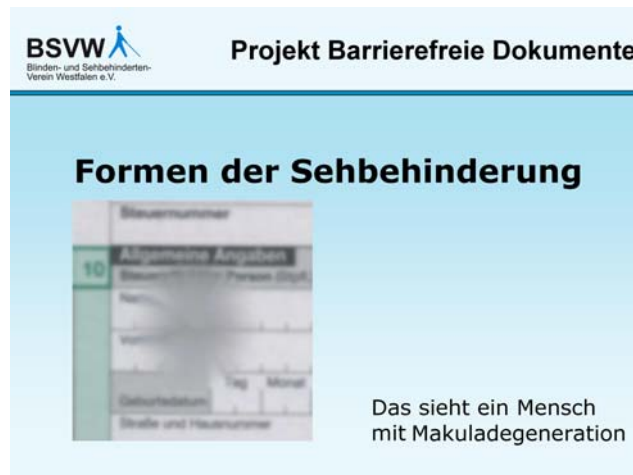 BSVW
Blinden- und Sehbehinderten-
Verein Westfalen e.V.
Projekt Barrierefreie Dokumente
Formen der Sehbehinderung
Steuernummer
Allgemeine Angaben
10
Tag Monat
Geburtsdatum
Straße und Hausnummer
Das sieht ein Mensch
mit Makuladegeneration